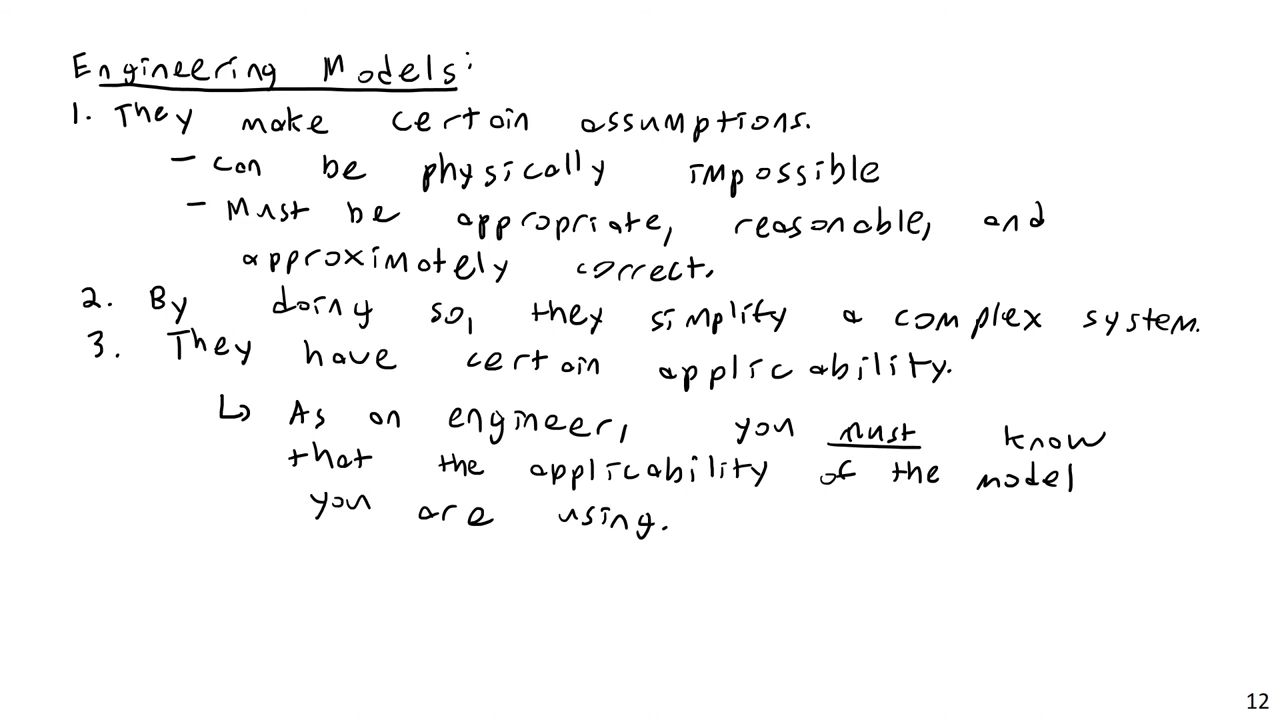 Engineering Models:
1. They make certain assumptions.
- can be physically impossible
- Must be appropriate, reasonable, and
approximately correct.
2. By doing so, they simplify a complex system.
3. They have certain applicability.
↳ As an engineer, you must know
that the applicability of the model
you are using.
12